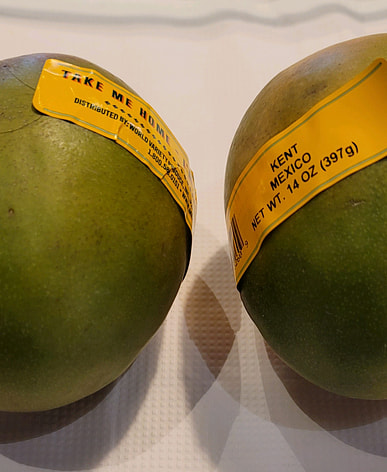 TAKE ME HOME
DISTRIBUTED BY: WORLD VARIETY
KENT
MEXICO
NET WT. 14 OZ (397g)